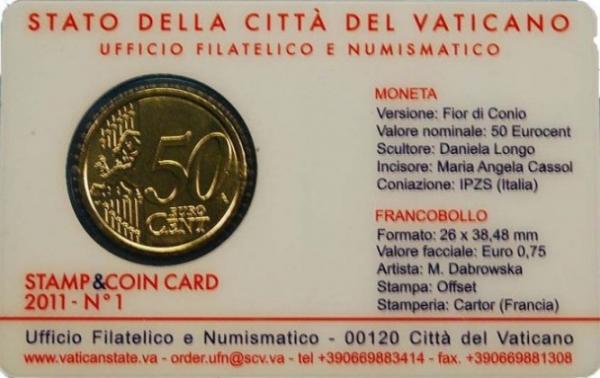 STATO DELLA CITTÀ DEL VATICANO
UFFICIO FILATELICO E NUMISMATICO
50
EURO
CENT
MONETA
Versione: Fior di Conio
Valore nominale: 50 Eurocent
Scultore: Daniela Longo
Incisore: Maria Angela Cassol
Coniazione: IPZS (Italia)
FRANCOBOLLO
Formato: 26 x 38,48 mm
Valore facciale: Euro 0,75
Artista: M. Dabrowska
Stampa: Offset
Stamperia: Cartor (Francia)
STAMP&COIN CARD
2011 - N° 1
Ufficio Filatelico e Numismatico - 00120 Città del Vaticano
www.vaticanstate.va - order.ufn@scv.va - tel +390669883414 - fax. +390669881308